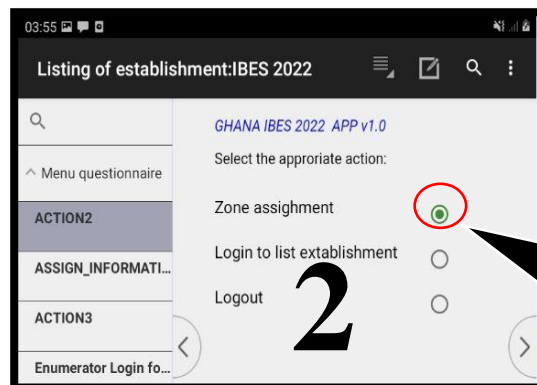 03:55
Listing of establishment:IBES 2022
GHANA IBES 2022 APP v1.0
Select the approriate action:
Menu questionnaire
Zone assighment
ACTION2
Login to list extablishment
ASSIGN_INFORMATI...
2
Logout
ACTION3
Enumerator Login fo...